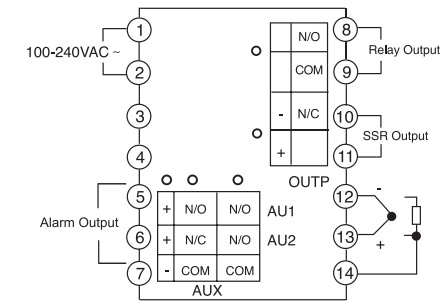 1
8
N/O
100-240VAC ~
Relay Output
COM
2
9
3
-
N/C
10
SSR Output
4
+
11
OUTP
5
+
N/O
N/O
AU1
12
-
Alarm Output
6
+
N/C
N/O
AU2
13
+
7
-
COM
COM
14
AUX